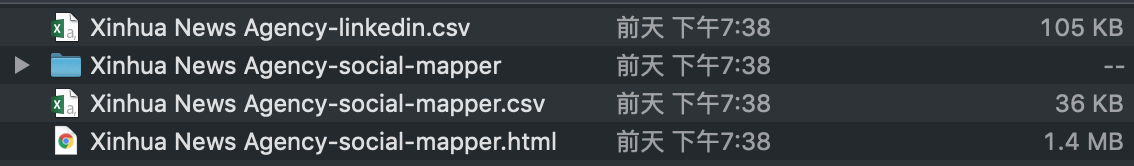 Xinhua News Agency-linkedin.csv 前天 下午7:38 105 KB
Xinhua News Agency-social-mapper 前天 下午7:38 --
Xinhua News Agency-social-mapper.csv 前天 下午7:38 36 KB
Xinhua News Agency-social-mapper.html 前天 下午7:38 1.4 MB